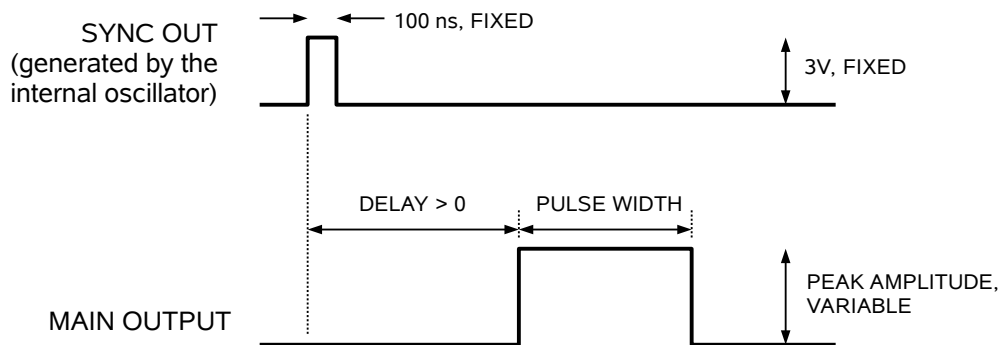 100 ns, FIXED
SYNC OUT
(generated by the
internal oscillator)
3V, FIXED
DELAY > 0
PULSE WIDTH
PEAK AMPLITUDE,
VARIABLE
MAIN OUTPUT